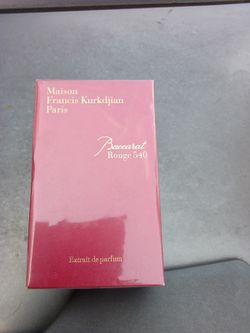 Maison
Francis Kurkdjian
Paris
Baccarat
Rouge 540
Extrait de parfum